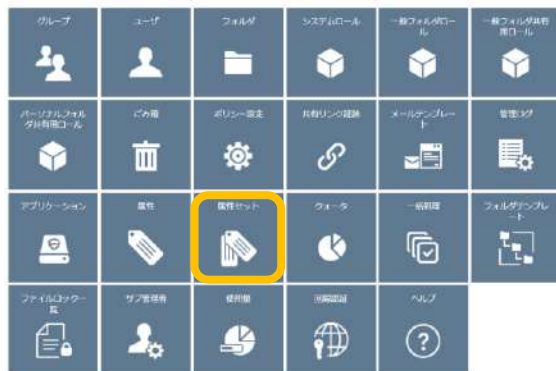 グループ
ユーザ
フォルダ
システムロール
一般フォルダロー
ル
一般フォルダ共有
用ロール
パーソナルフォル
ダ共有用ロール
ごみ箱
ポリシー設定
共有リンク記録
メールテンプレー
ト
管理ログ
アプリケーション
属性
属性セット
クォータ
一括処理
フォルダテンプレ
ート
ファイルロック一
覧
サブ管理者
使用量
ヘルプ
?